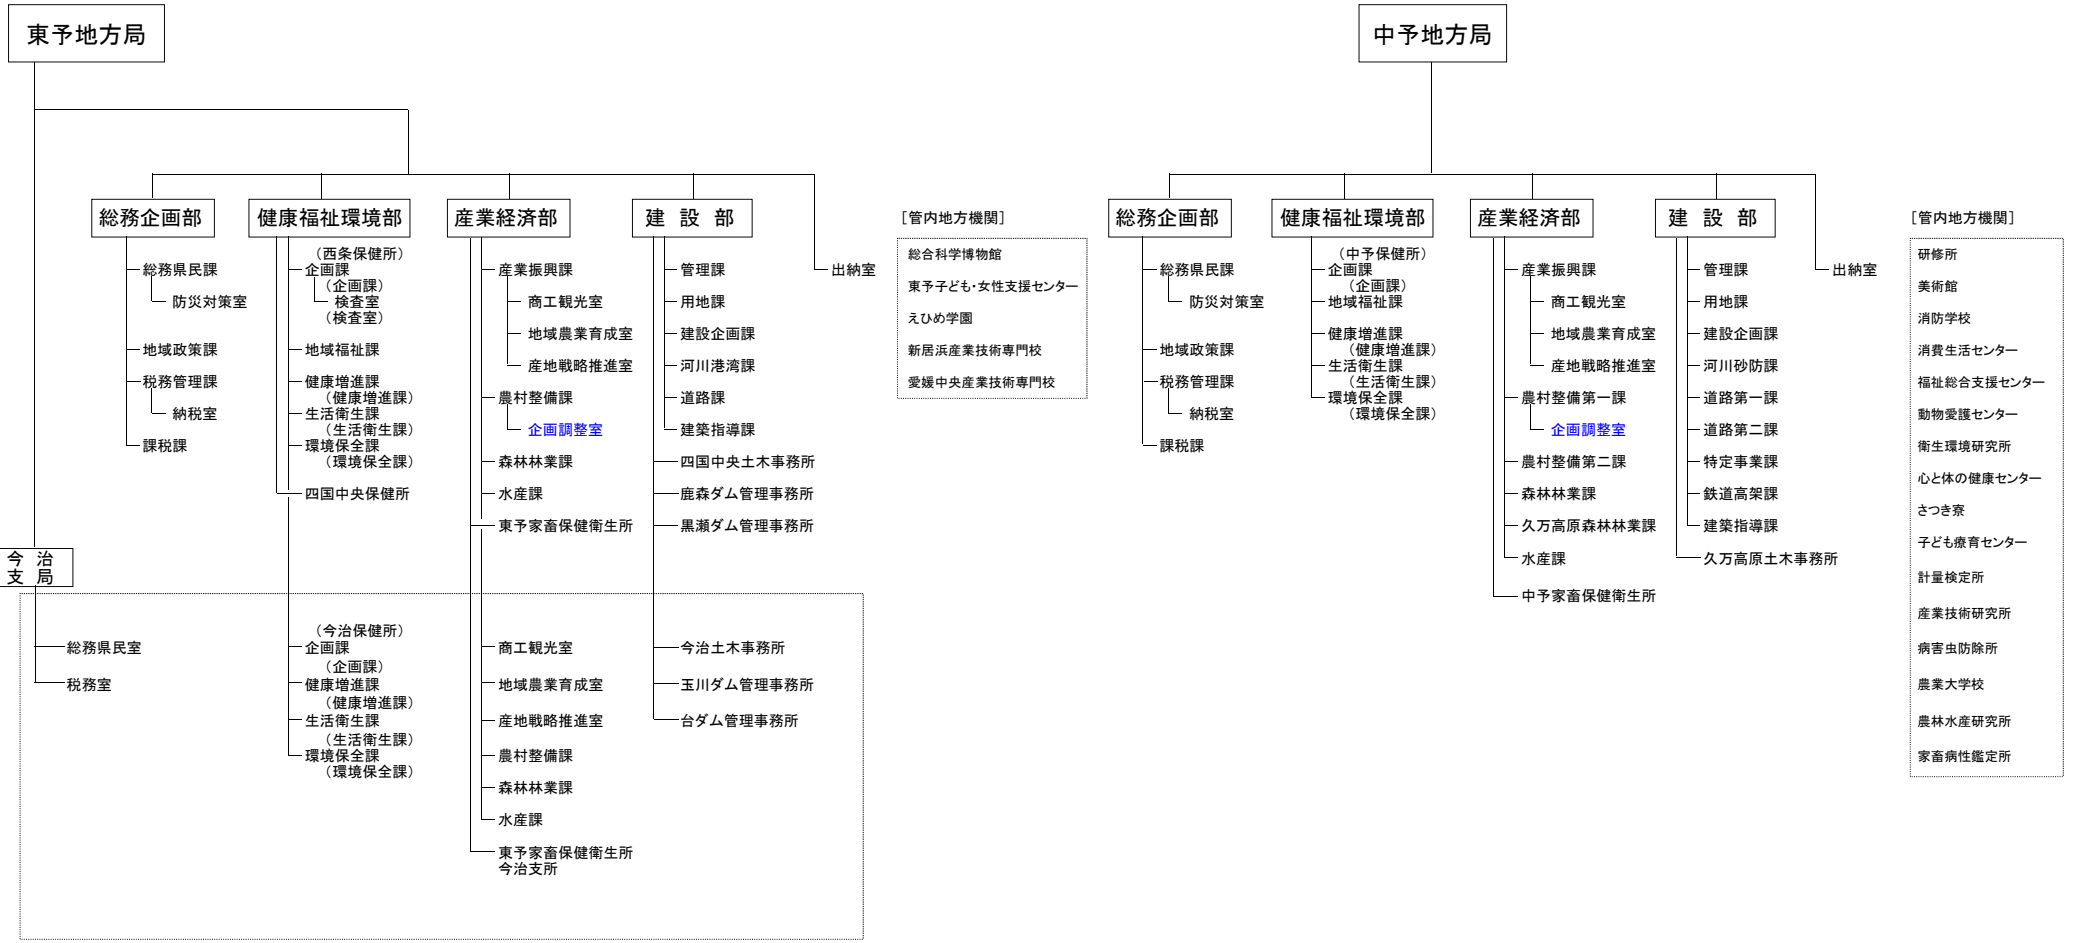 東予地方局
総務企画部
総務県民課
防災対策室
地域政策課
税務管理課
納税室
課税課
健康福祉環境部
（西条保健所）
企画課
（企画課）
検査室
（検査室）
地域福祉課
健康増進課
（健康増進課）
生活衛生課
（生活衛生課）
環境保全課
（環境保全課）
四国中央保健所
産業経済部
産業振興課
商工観光室
地域農業育成室
産地戦略推進室
農村整備課
企画調整室
森林林業課
水産課
東予家畜保健衛生所
建 設 部
管理課
用地課
建設企画課
河川港湾課
道路課
建築指導課
四国中央土木事務所
鹿森ダム管理事務所
黒瀬ダム管理事務所
出納室
［管内地方機関］
総合科学博物館
東予子ども・女性支援センター
えひめ学園
新居浜産業技術専門校
愛媛中央産業技術専門校
今 治
支 局
総務県民室
税務室
（今治保健所）
企画課
（企画課）
健康増進課
（健康増進課）
生活衛生課
（生活衛生課）
環境保全課
（環境保全課）
商工観光室
地域農業育成室
産地戦略推進室
農村整備課
森林林業課
水産課
東予家畜保健衛生所
今治支所
今治土木事務所
玉川ダム管理事務所
台ダム管理事務所
中予地方局
総務企画部
総務県民課
防災対策室
地域政策課
税務管理課
納税室
課税課
健康福祉環境部
（中予保健所）
企画課
（企画課）
地域福祉課
健康増進課
（健康増進課）
生活衛生課
（生活衛生課）
環境保全課
（環境保全課）
産業経済部
産業振興課
商工観光室
地域農業育成室
産地戦略推進室
農村整備第一課
企画調整室
農村整備第二課
森林林業課
久万高原森林林業課
水産課
中予家畜保健衛生所
建 設 部
管理課
用地課
建設企画課
河川砂防課
道路第一課
道路第二課
特定事業課
鉄道高架課
建築指導課
久万高原土木事務所
出納室
［管内地方機関］
研修所
美術館
消防学校
消費生活センター
福祉総合支援センター
動物愛護センター
衛生環境研究所
心と体の健康センター
さつき寮
子ども療育センター
計量検定所
産業技術研究所
病害虫防除所
農業大学校
農林水産研究所
家畜病性鑑定所